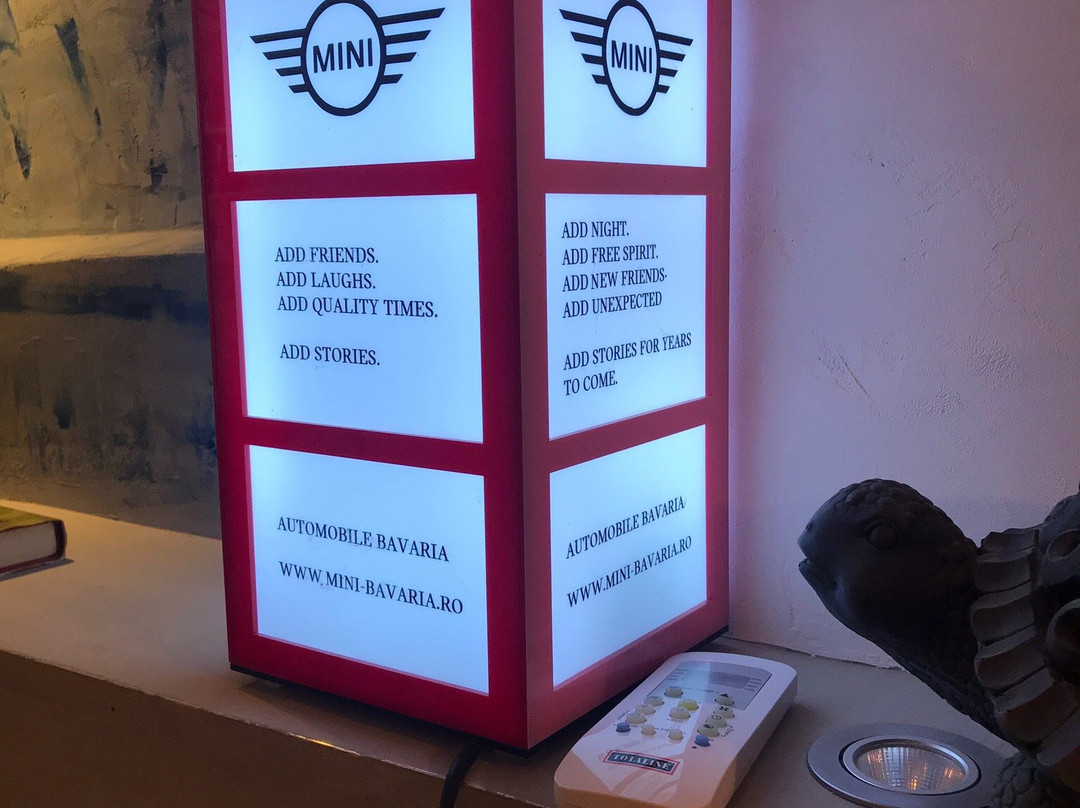 MINI
ADD FRIENDS.
ADD LAUGHS.
ADD QUALITY TIMES.
ADD STORIES.
AUTOMOBILE BAVARIA
WWW.MINI-BAVARIA.RO
MINI
ADD NIGHT.
ADD FREE SPIRIT.
ADD NEW FRIENDS.
ADD UNEXPECTED
ADD STORIES FOR YEARS
TO COME.
AUTOMOBILE BAVARIA
WWW.MINI-BAVARIA.RO
TOTALINE